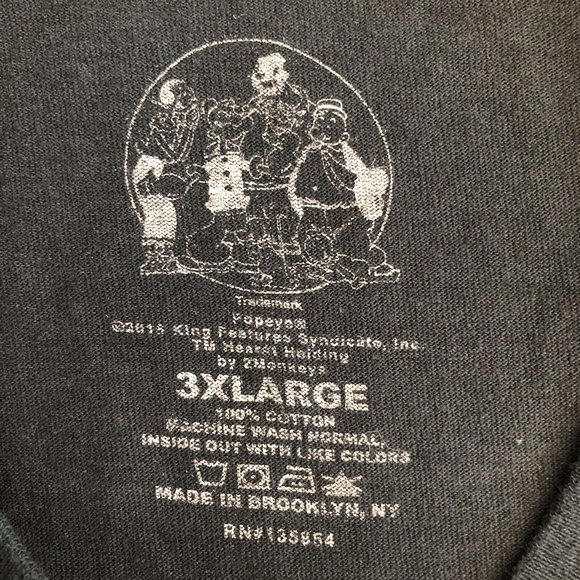 Trademark
Popeye®
©2015 King Features Syndicate, Inc.
TM Hearst Holding
by 2Monkeys
3XLARGE
100% COTTON
MACHINE WASH NORMAL,
INSIDE OUT WITH LIKE COLORS
MADE IN BROOKLYN, NY
RN#135854